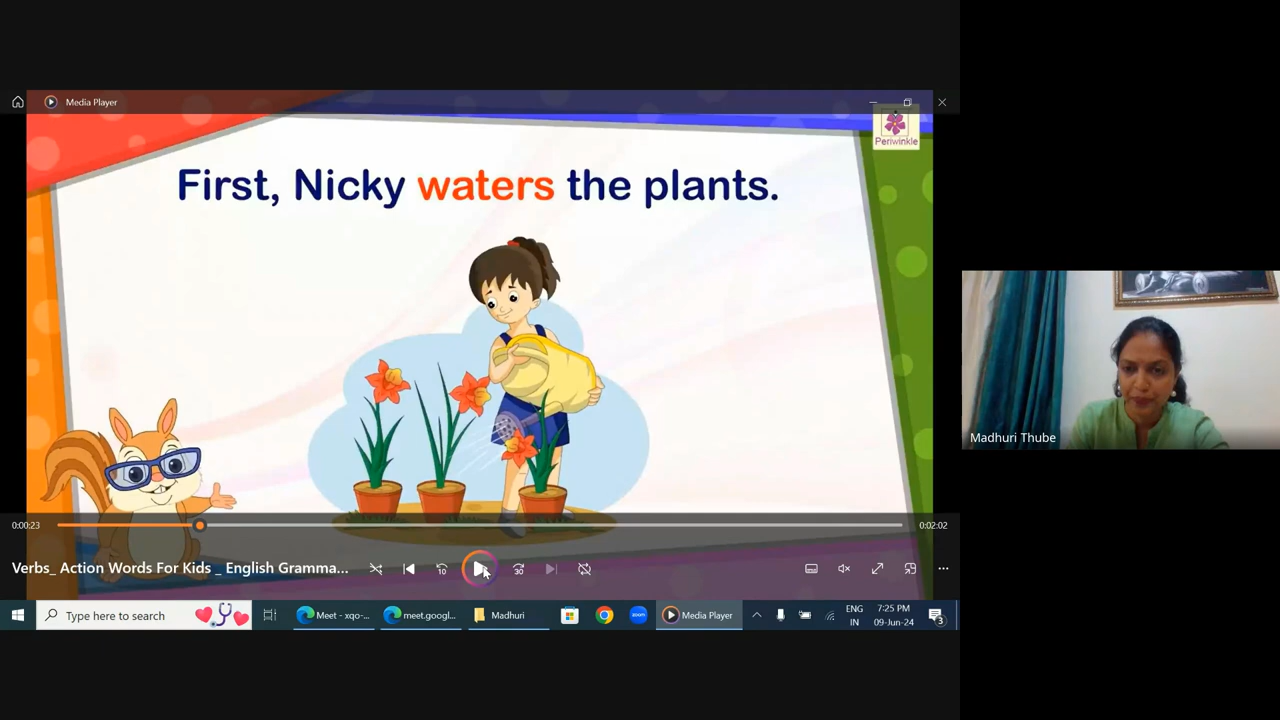 Media Player
Periwinkle
First, Nicky waters the plants.
Madhuri Thube
0:00:23
0:02:02
Verbs_ Action Words For Kids _ English Gramma...
10
30
Type here to search
Meet - xqo-...
meet.googl...
Madhuri
zoom
Media Player
ENG
IN
7:25 PM
09-Jun-24
3